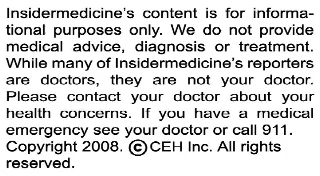 Insidermedicine's content is for informa-
tional purposes only. We do not provide
medical advice, diagnosis or treatment.
While many of Insidermedicine's reporters
are doctors, they are not your doctor.
Please contact your doctor about your
health concerns. If you have a medical
emergency see your doctor or call 911.
Copyright 2008. ©CEH Inc. All rights
reserved.